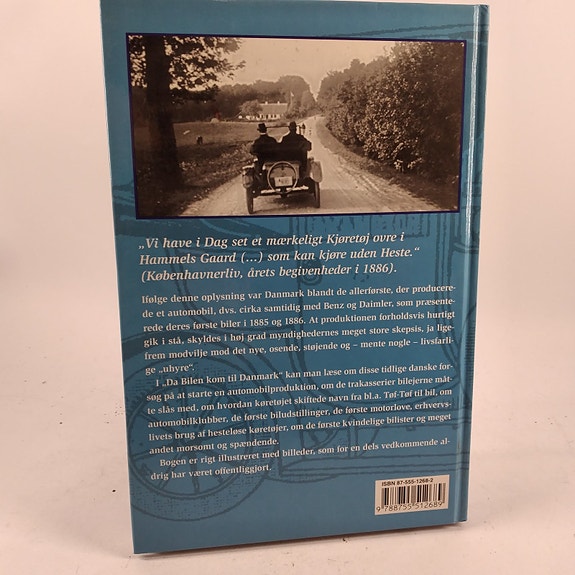 „Vi have i Dag set et mærkeligt Kjøretøj ovre i
Hammels Gaard (...) som kan kjøre uden Heste.“
(Københavnerliv, årets begivenheder i 1886).
Ifølge denne oplysning var Danmark blandt de allerførste, der producere-
de et automobil, dvs. cirka samtidig med Benz og Daimler, som præsente-
rede deres første biler i 1885 og 1886. At produktionen forholdsvis hurtigt
gik i stå, skyldes i høj grad myndighedernes meget store skepsis, ja lige-
frem modvilje mod det nye, osende, støjende og – mente nogle – livsfarli-
ge „uhyre“.
I „Da Bilen kom til Danmark“ kan man læse om disse tidlige danske for-
søg på at starte en automobilproduktion, om de trakasserier bilejerne måt-
te slås med, om hvordan køretøjet skiftede navn fra bl.a. Tøf-Tøf til bil, om
automobilklubber, de første biludstillinger, de første motorlove, erhvervs-
livets brug af hesteløse køretøjer, om de første kvindelige bilister og meget
andet morsomt og spændende.
Bogen er rigt illustreret med billeder, som for en dels vedkommende al-
drig har været offentliggjort.
ISBN 87-555-1268-2
9 788755 512689